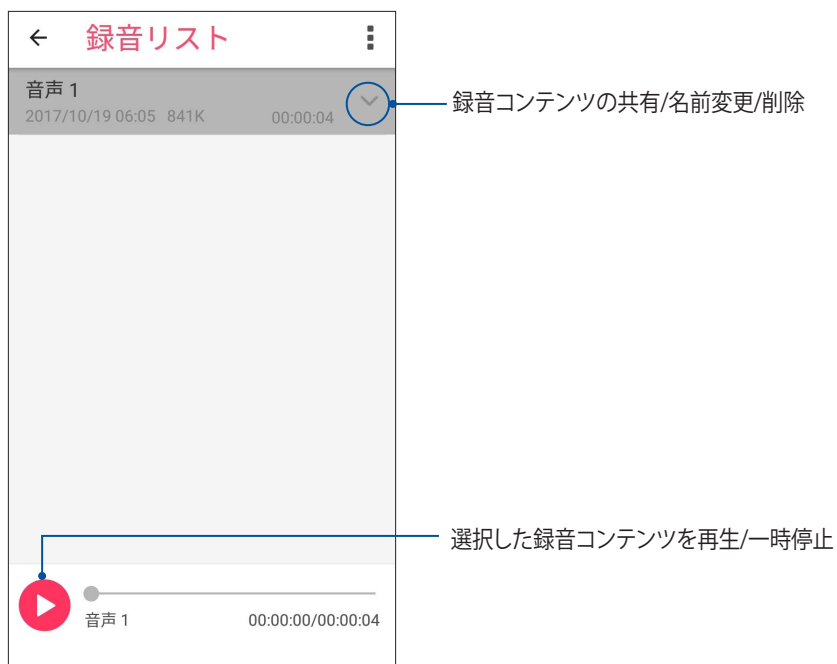 録音リスト
音声 1
2017/10/19 06:05 841K 00:00:04
録音コンテンツの共有/名前変更/削除
選択した録音コンテンツを再生/一時停止
音声 1 00:00:00/00:00:04